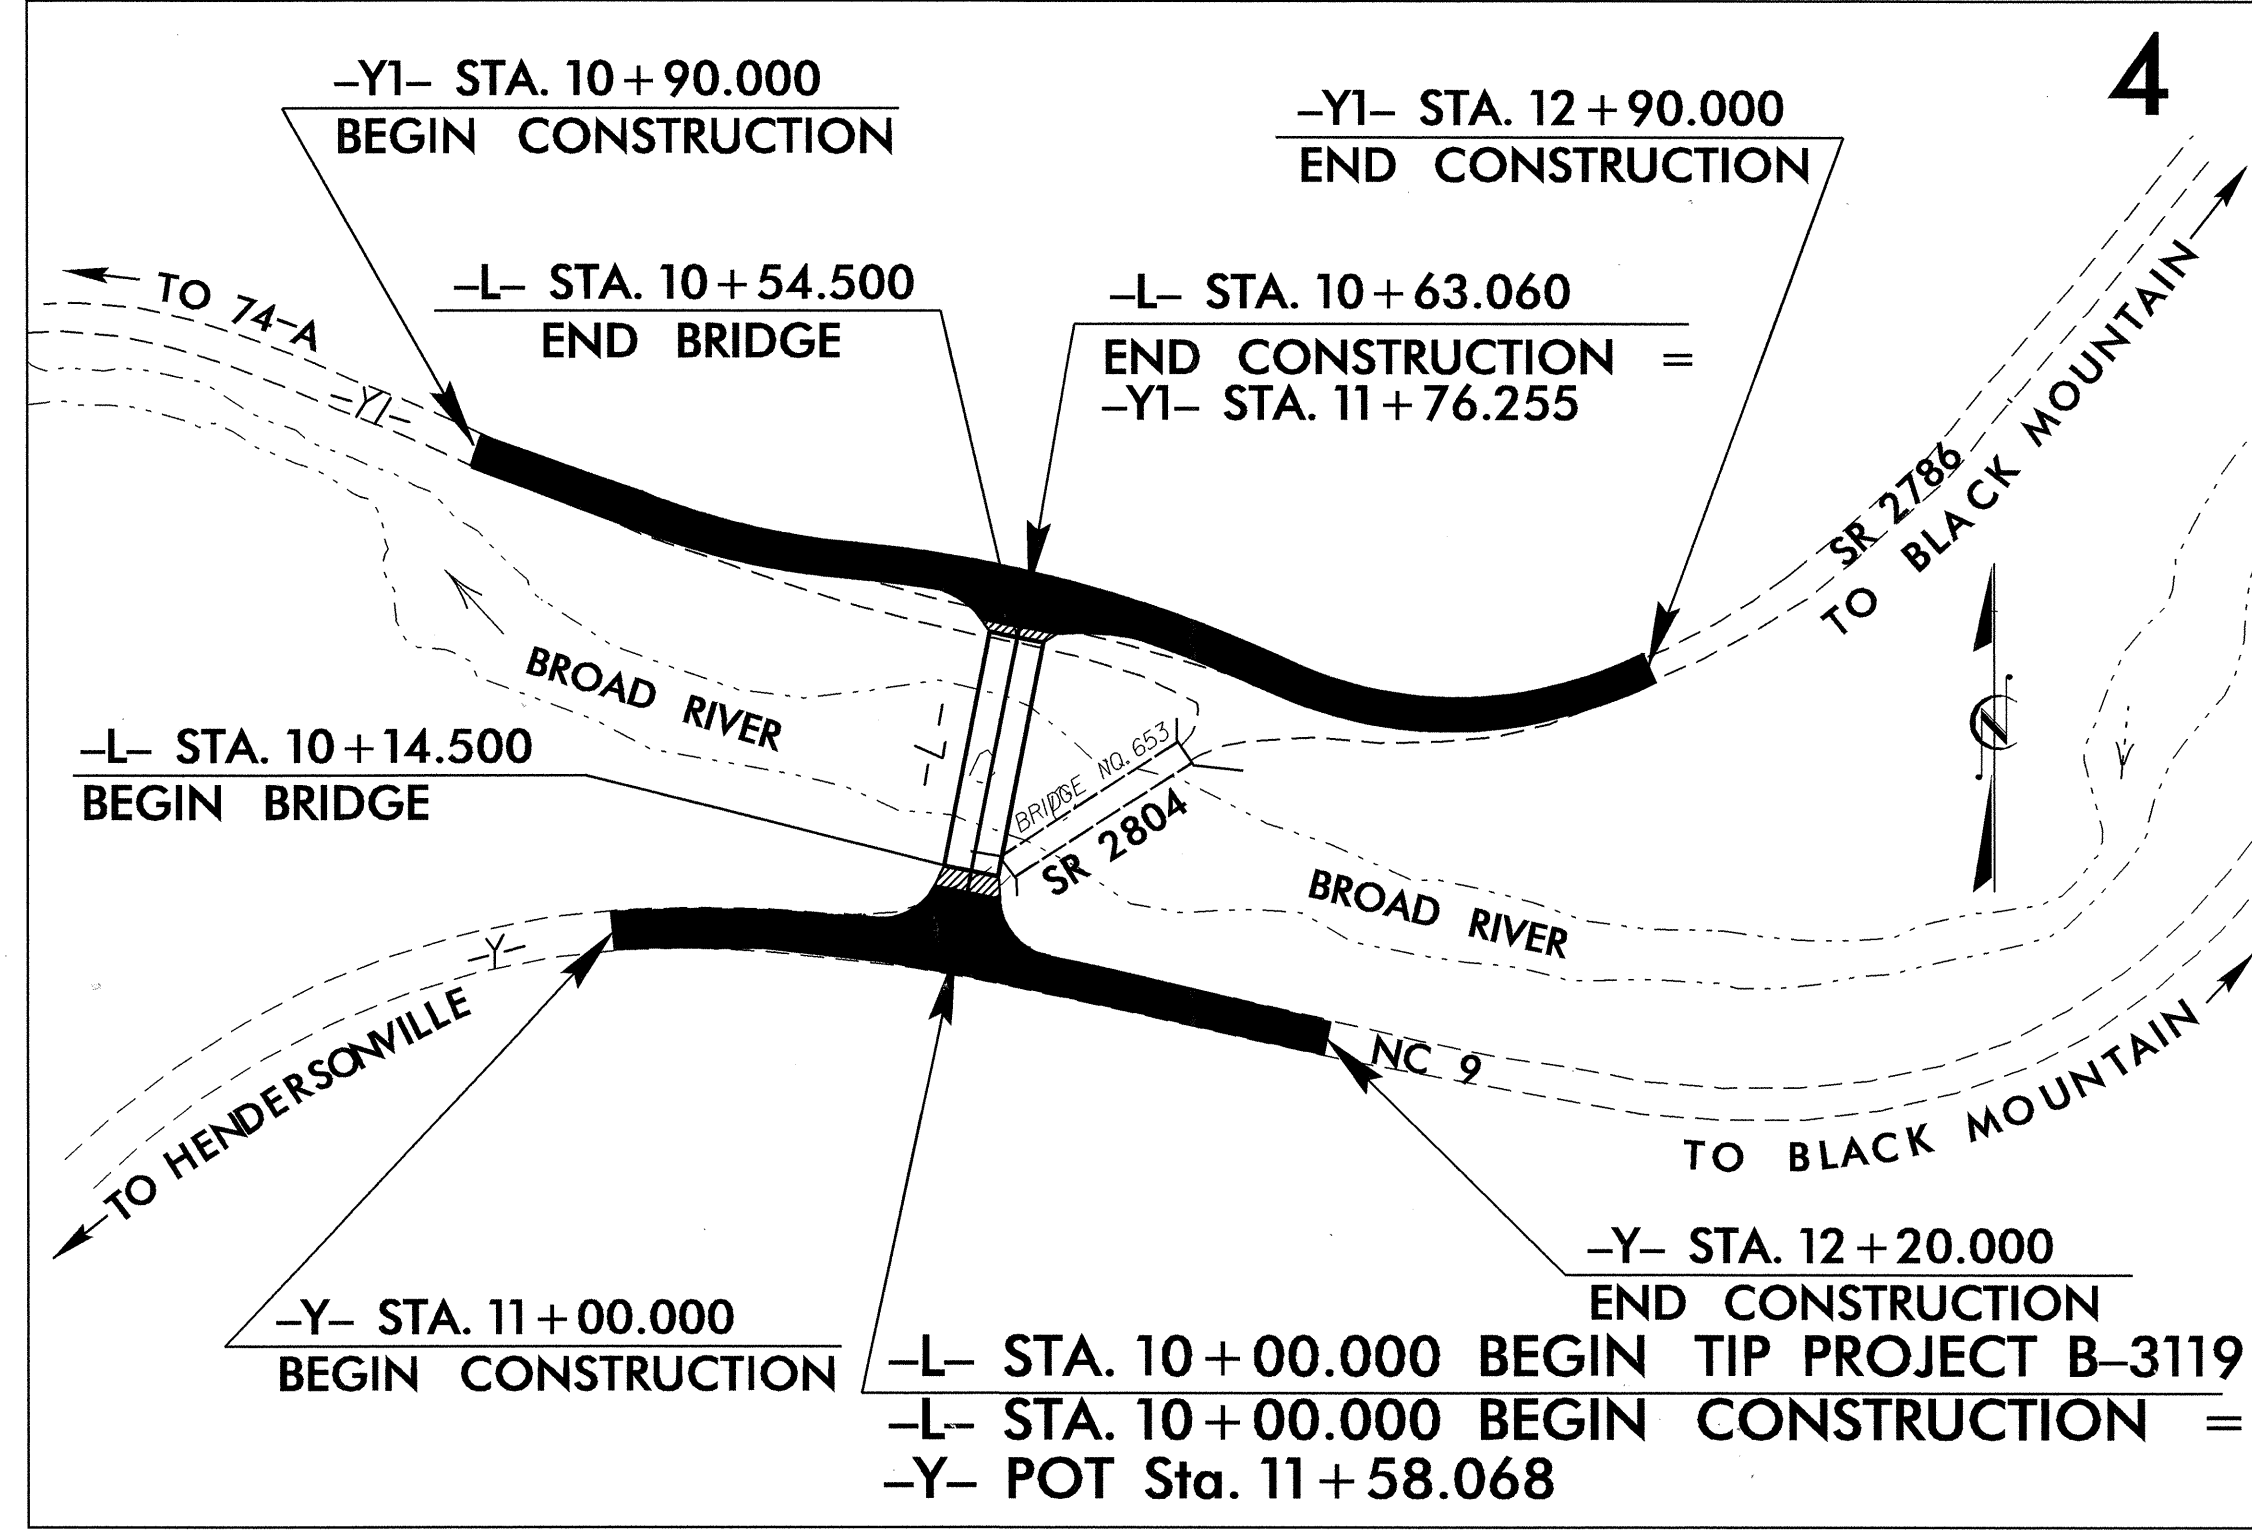 4
–Y1– STA. 10+90.000
BEGIN CONSTRUCTION
–Y1– STA. 12+90.000
END CONSTRUCTION
–L– STA. 10+54.500
END BRIDGE
–L– STA. 10+63.060
END CONSTRUCTION =
–Y1– STA. 11+76.255
TO 74–A
–Y1–
SR 2786
TO BLACK MOUNTAIN
BROAD RIVER
–L– STA. 10+14.500
BEGIN BRIDGE
–L–
BRIDGE NO. 653
SR 2804
N
BROAD RIVER
–Y–
TO HENDERSONVILLE
NC 9
TO BLACK MOUNTAIN
–Y– STA. 12+20.000
END CONSTRUCTION
–Y– STA. 11+00.000
BEGIN CONSTRUCTION
–L– STA. 10+00.000 BEGIN TIP PROJECT B–3119
–L– STA. 10+00.000 BEGIN CONSTRUCTION =
–Y– POT Sta. 11+58.068